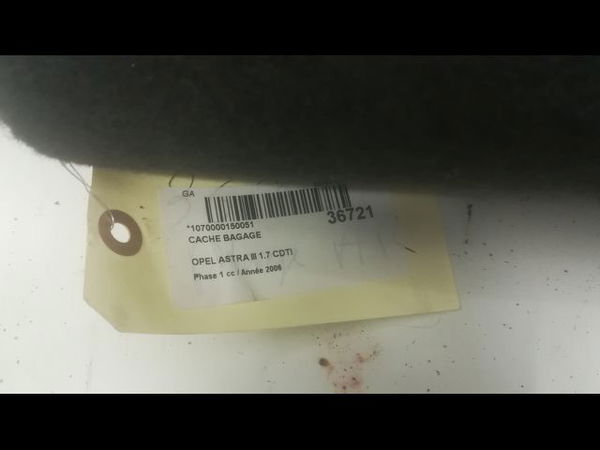 GA
36721
*1070000150051
CACHE BAGAGE
OPEL ASTRA III 1.7 CDTI
Phase 1 cc / Année 2006